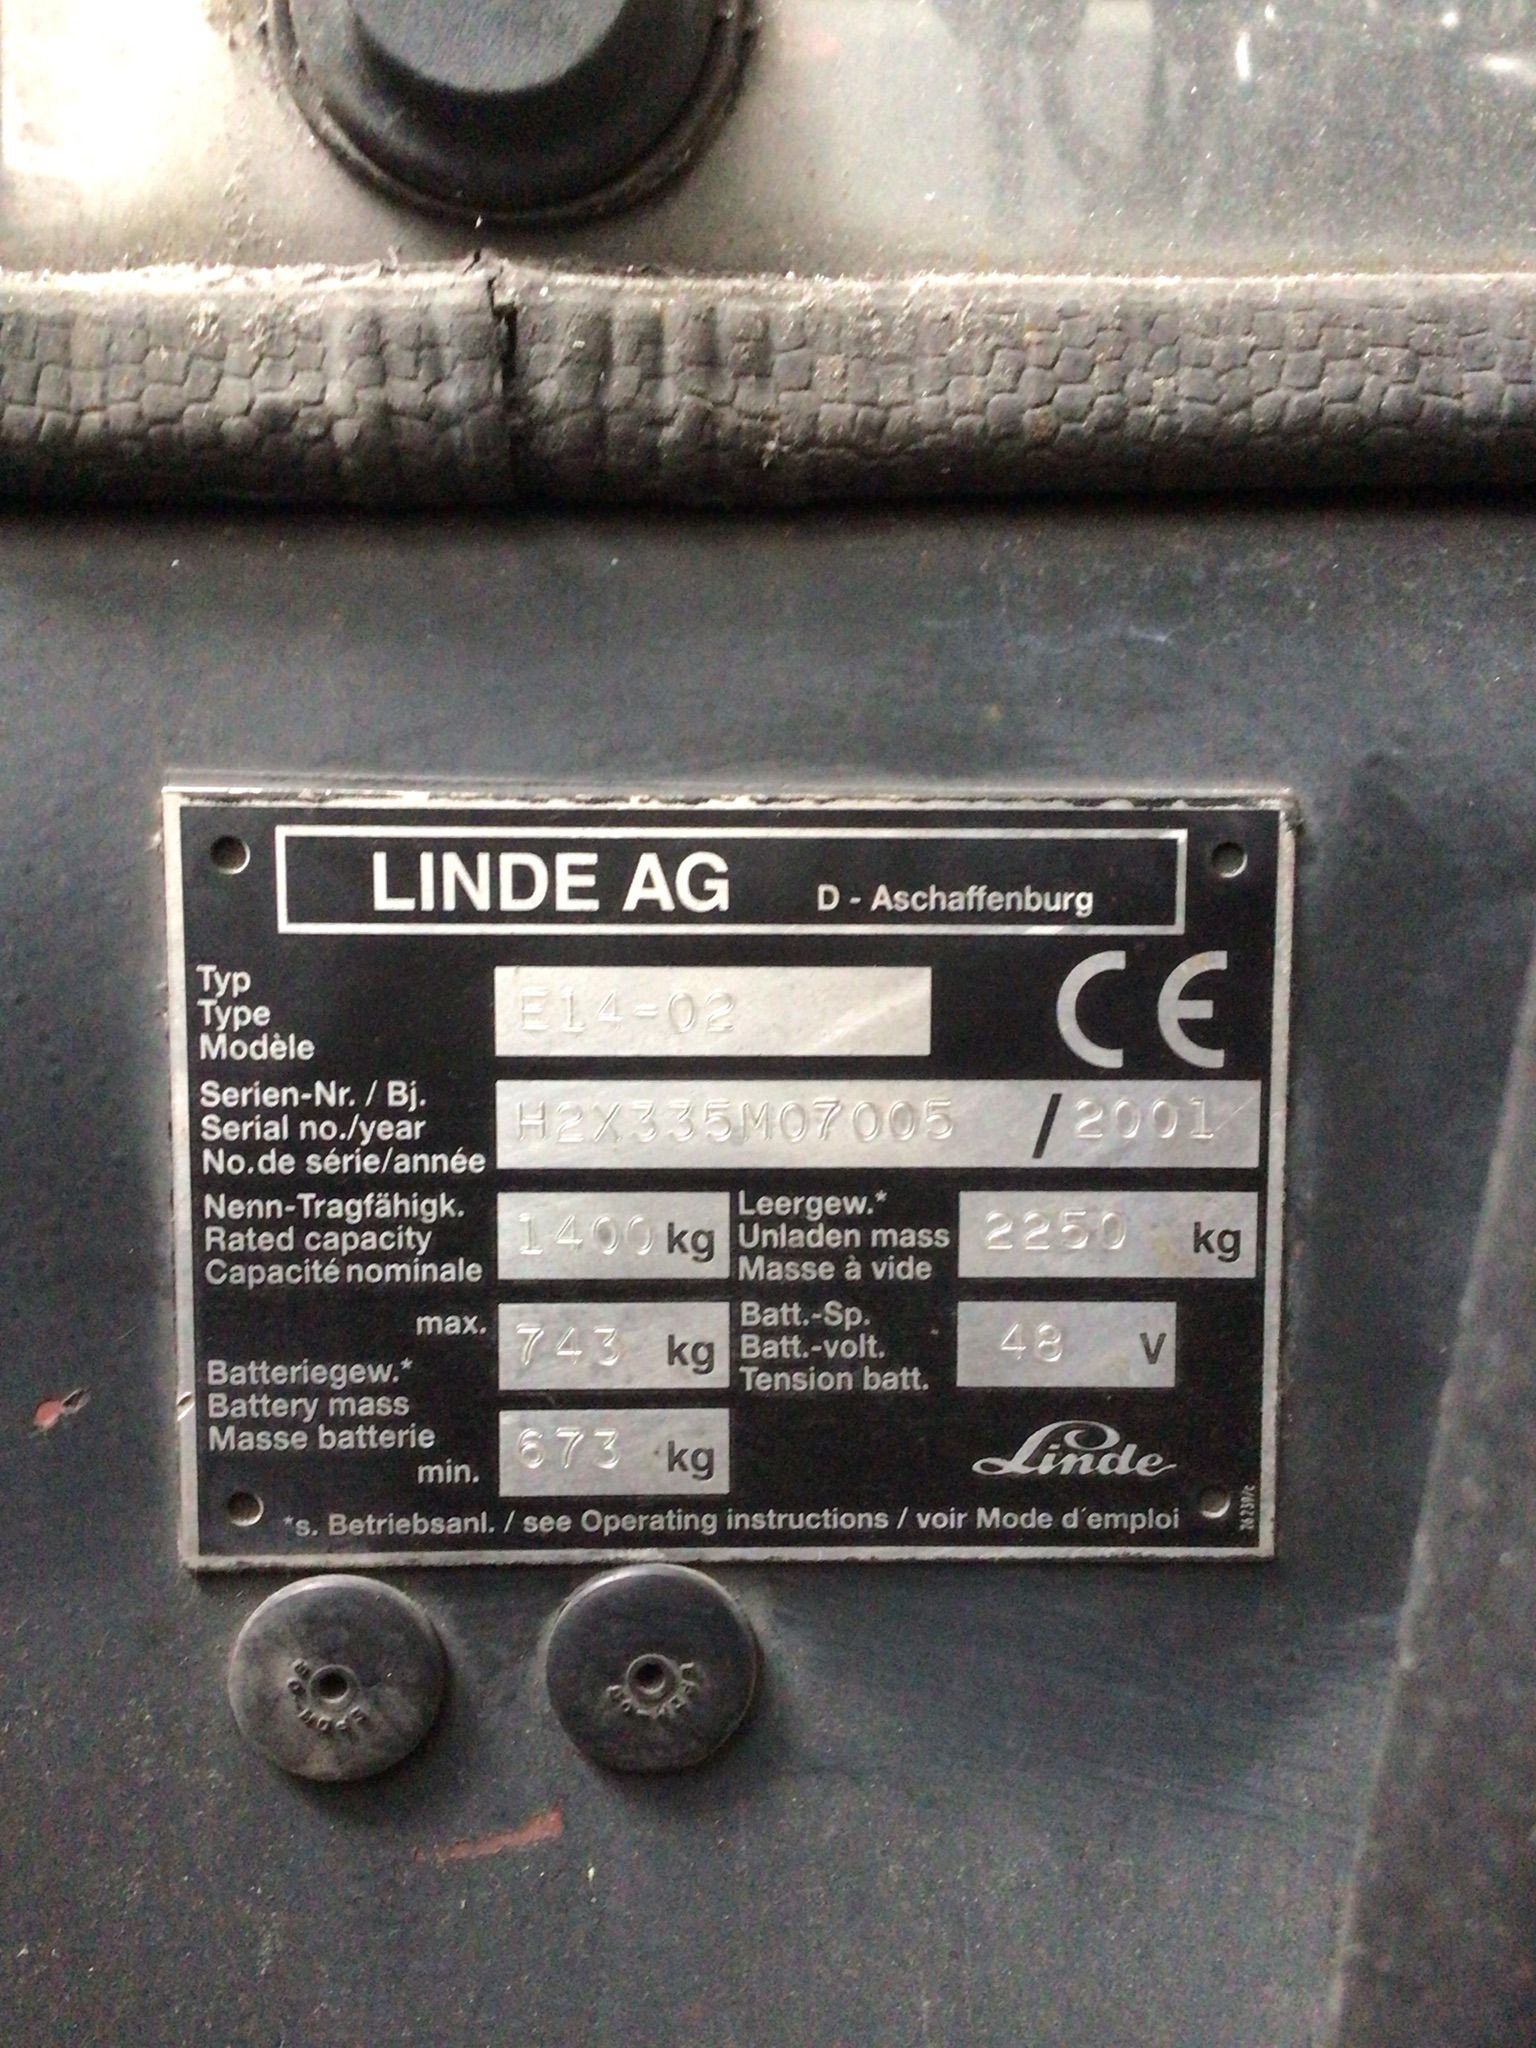 LINDE AG D - Aschaffenburg
Typ
Type
Modèle
E14-02
CE
Serien-Nr. / Bj.
Serial no./year
No.de série/année
H2X335M07005 / 2001
Nenn-Tragfähigk.
Rated capacity
Capacité nominale
1400 kg
Leergew.*
Unladen mass
Masse à vide
2250 kg
max.
743 kg
Batteriegew.*
Battery mass
Masse batterie
min.
673 kg
Batt.-Sp.
Batt.-volt.
Tension batt.
48 V
Linde
*s. Betriebsanl. / see Operating instructions / voir Mode d'emploi